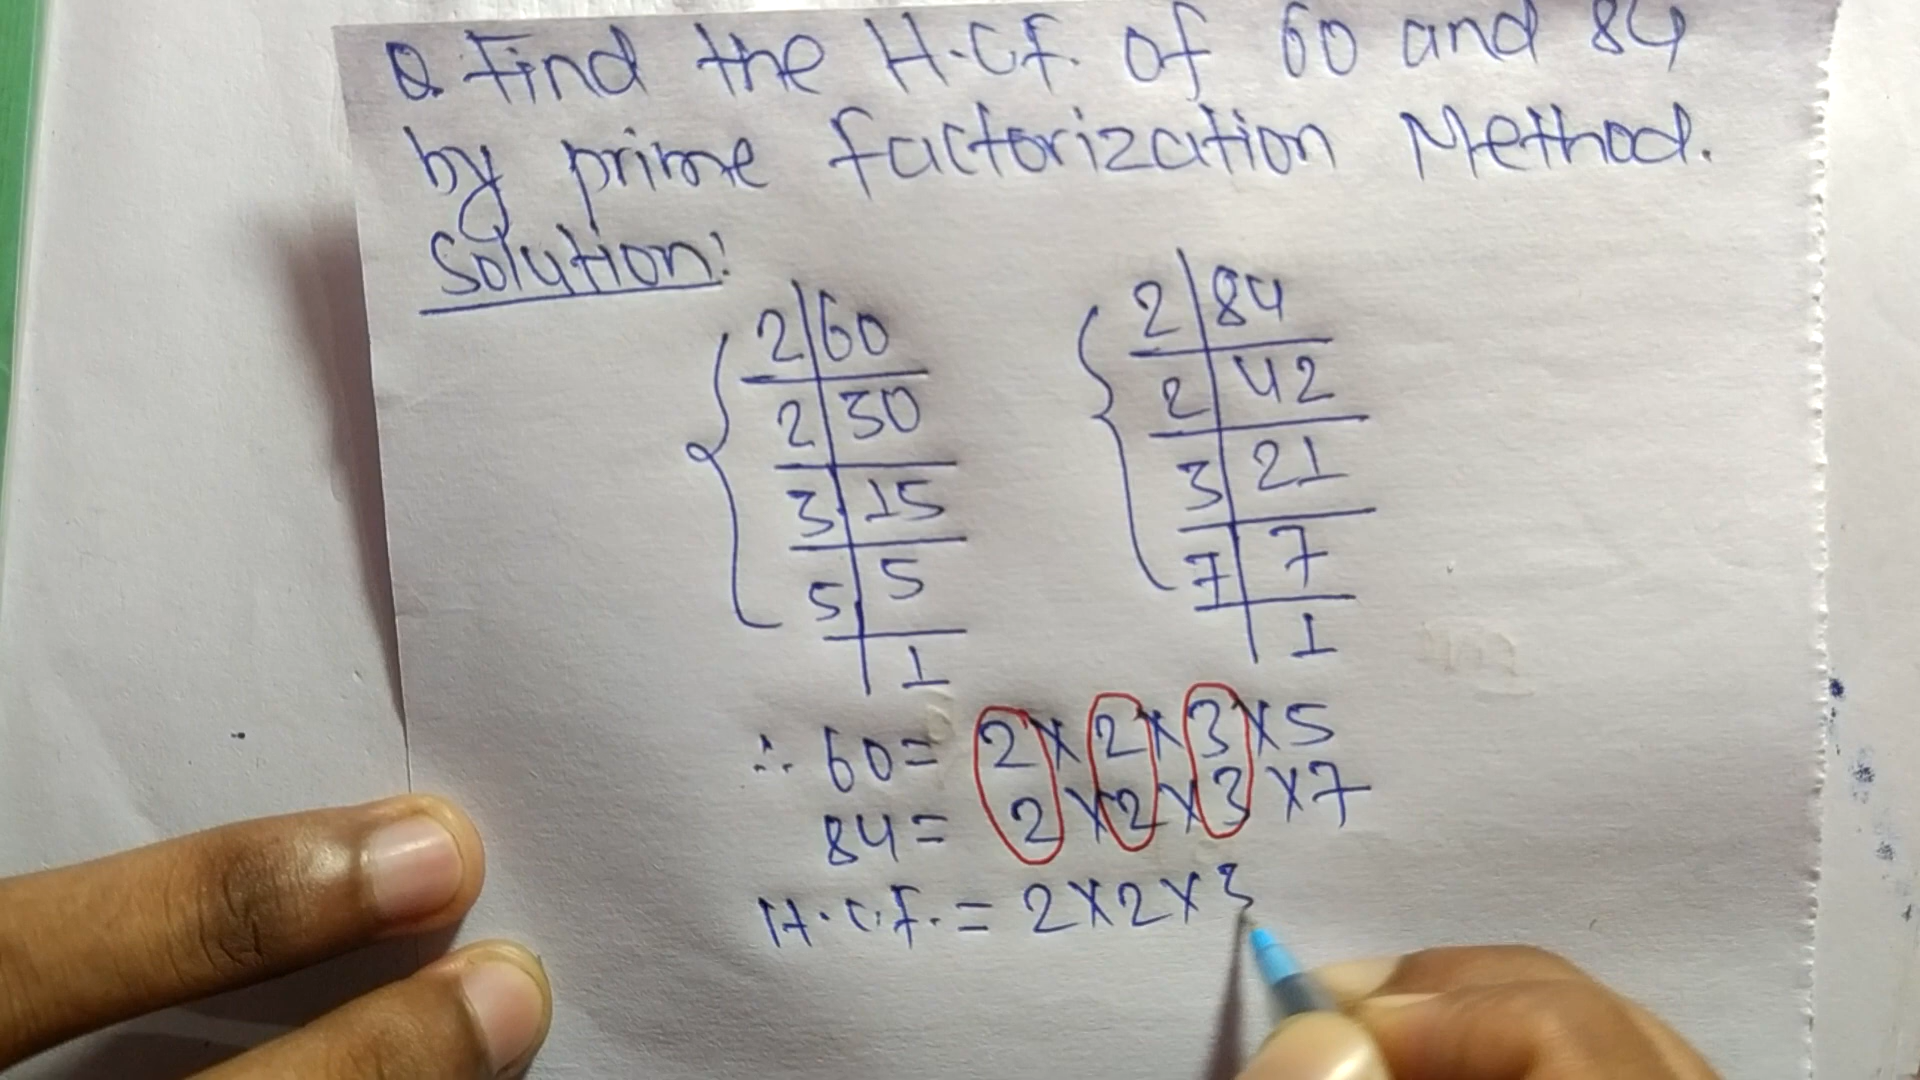 Q. Find the H.C.F. of 60 and 84
by prime factorization Method.
Solution:
2 | 60
2 | 30
3 | 15
5 | 5
1
2 | 84
2 | 42
3 | 21
7 | 7
1
∴ 60 = 2×2×3×5
84 = 2×2×3×7
H.C.F. = 2×2×3